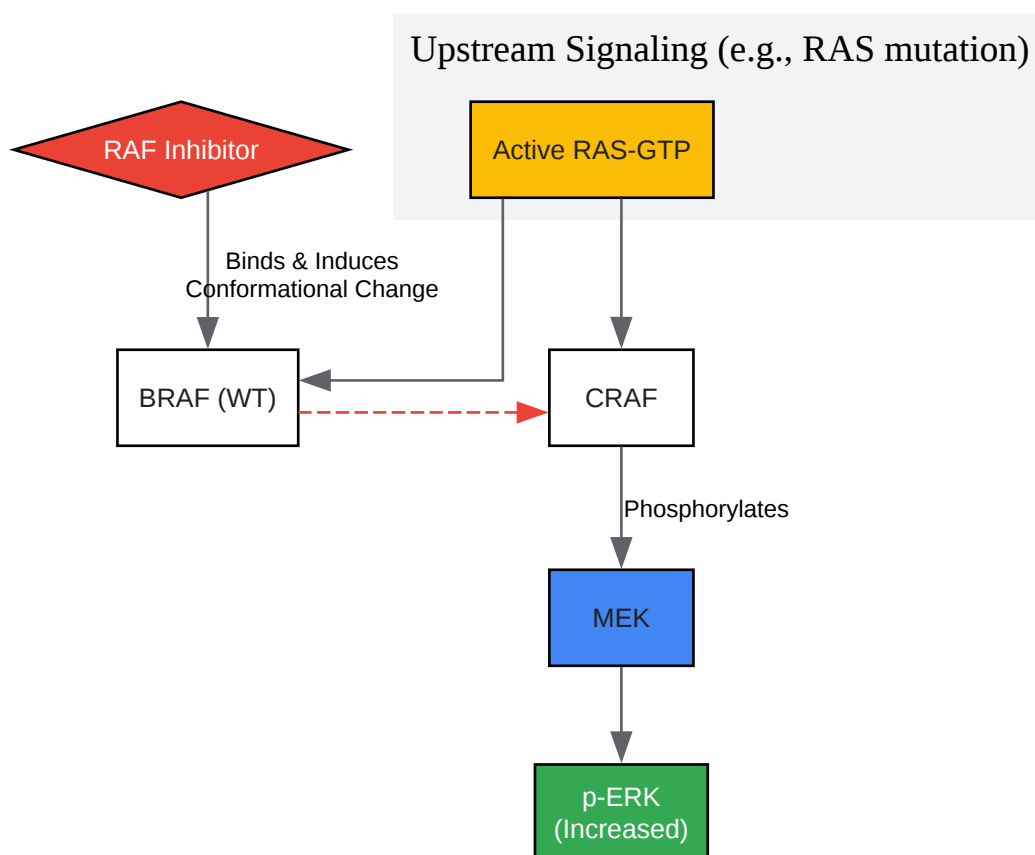 Upstream Signaling (e.g., RAS mutation)
RAF Inhibitor
Active RAS-GTP
Binds & Induces
Conformational Change
BRAF (WT)
CRAF
Phosphorylates
MEK
p-ERK
(Increased)